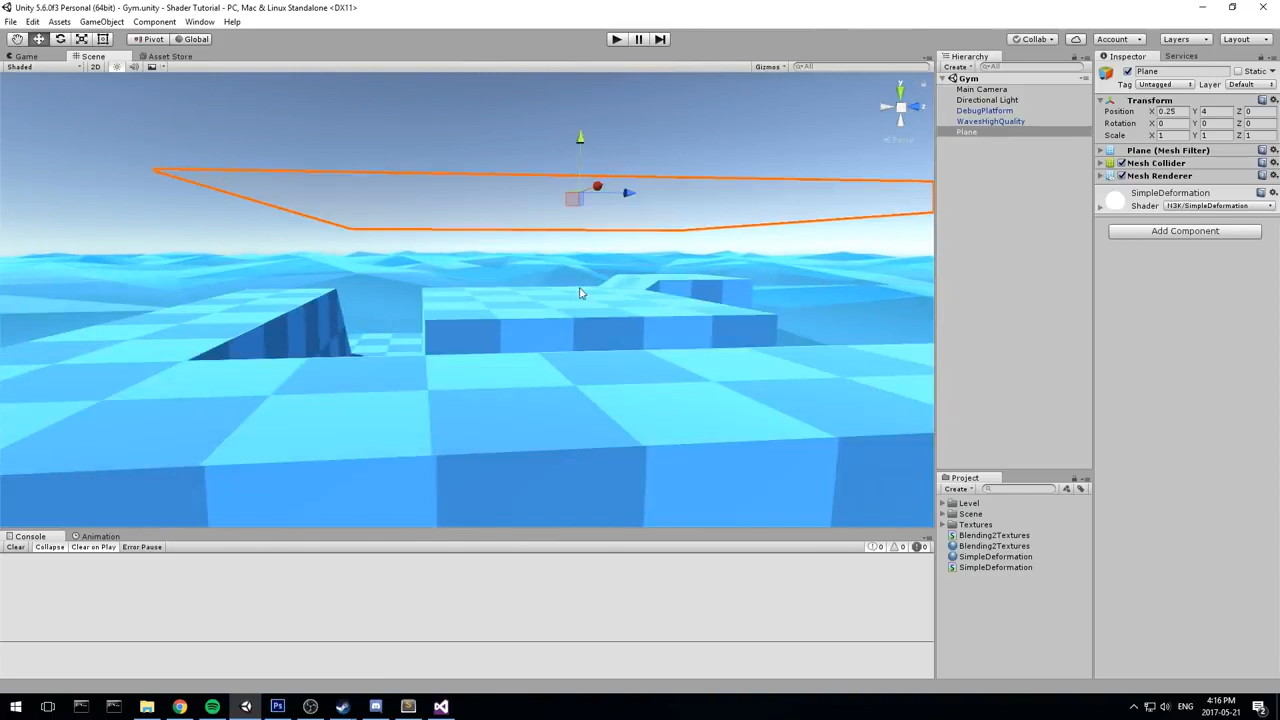 Unity 5.6.0f3 Personal (64bit) - Gym.unity - Shader Tutorial - PC, Mac & Linux Standalone <DX11>
File Edit Assets GameObject Component Window Help
Pivot Global Collab Account Layers Layout
Game Scene Asset Store
Shaded 2D Gizmos All
y
z
Persp
Hierarchy
Create All
Gym
Main Camera
Directional Light
DebugPlatform
WavesHighQuality
Plane
Inspector Services
Plane Static
Tag Untagged Layer Default
Transform
Position X 0.25 Y 4 Z 0
Rotation X 0 Y 0 Z 0
Scale X 1 Y 1 Z 1
Plane (Mesh Filter)
Mesh Collider
Mesh Renderer
SimpleDeformation
Shader N3K/SimpleDeformation
Add Component
Project
Create
Level
Scene
Textures
Blending2Textures
Blending2Textures
SimpleDeformation
SimpleDeformation
Console Animation
Clear Collapse Clear on Play Error Pause 0 0 0
ENG
4:16 PM
2017-05-21
2